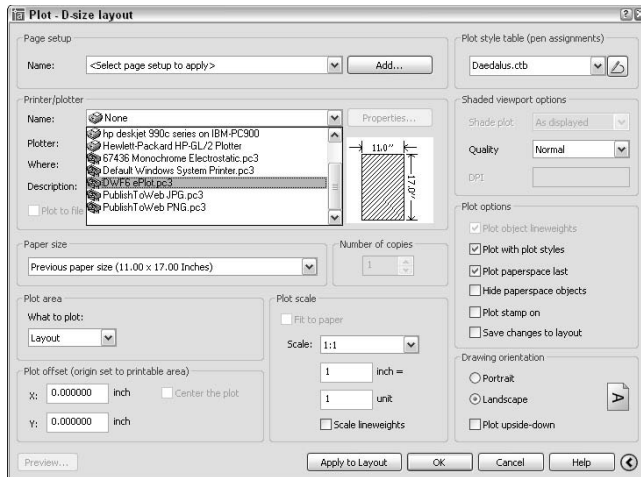 Plot - D-size layout
Page setup
Name: <Select page setup to apply> Add...
Plot style table (pen assignments)
Daedalus.ctb
Printer/plotter
Name: None Properties...
Plotter:
Where:
Description:
Plot to file
hp deskjet 990c series on IBM-PC900
Hewlett-Packard HP-GL/2 Plotter
67436 Monochrome Electrostatic.pc3
Default Windows System Printer.pc3
DWF6 ePlot.pc3
PublishToWeb JPG.pc3
PublishToWeb PNG.pc3
11.0''
17.0''
Shaded viewport options
Shade plot As displayed
Quality Normal
DPI
Paper size
Previous paper size (11.00 x 17.00 Inches)
Number of copies
1
Plot options
Plot object lineweights
Plot with plot styles
Plot paperspace last
Hide paperspace objects
Plot stamp on
Save changes to layout
Plot area
What to plot:
Layout
Plot scale
Fit to paper
Scale: 1:1
1 inch =
1 unit
Scale lineweights
Plot offset (origin set to printable area)
X: 0.000000 inch Center the plot
Y: 0.000000 inch
Drawing orientation
Portrait
Landscape
Plot upside-down
A
Preview... Apply to Layout OK Cancel Help